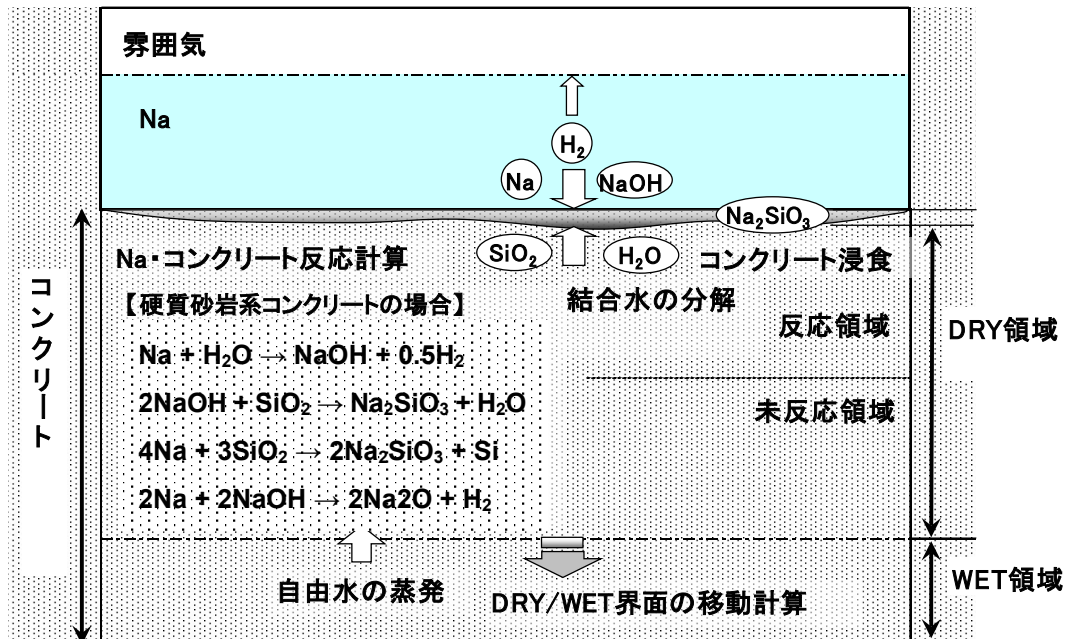 雰囲気
Na
H₂
Na
NaOH
Na₂SiO₃
SiO₂
H₂O
Na・コンクリート反応計算
コンクリート浸食
【硬質砂岩系コンクリートの場合】
結合水の分解
反応領域
DRY領域
コンクリート
Na + H₂O → NaOH + 0.5H₂
2NaOH + SiO₂ → Na₂SiO₃ + H₂O
未反応領域
4Na + 3SiO₂ → 2Na₂SiO₃ + Si
2Na + 2NaOH → 2Na2O + H₂
自由水の蒸発
DRY/WET界面の移動計算
WET領域